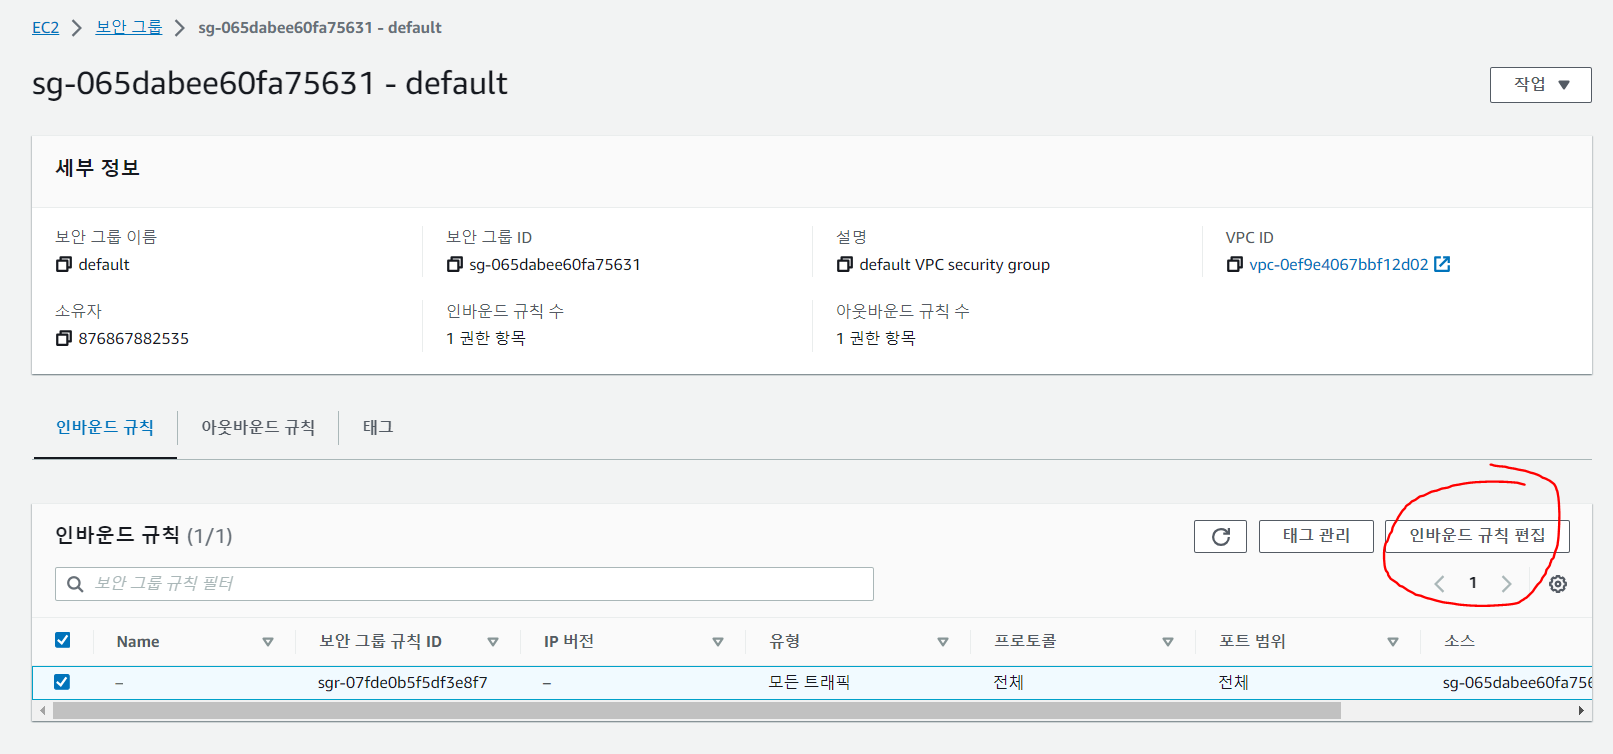 EC2 > 보안 그룹 > sg-065dabee60fa75631 - default
sg-065dabee60fa75631 - default
작업
세부 정보
보안 그룹 이름
default
보안 그룹 ID
sg-065dabee60fa75631
설명
default VPC security group
VPC ID
vpc-0ef9e4067bbf12d02
소유자
876867882535
인바운드 규칙 수
1 권한 항목
아웃바운드 규칙 수
1 권한 항목
인바운드 규칙 아웃바운드 규칙 태그
인바운드 규칙 (1/1)
태그 관리 인바운드 규칙 편집
보안 그룹 규칙 필터
1
Name 보안 그룹 규칙 ID IP 버전 유형 프로토콜 포트 범위 소스
– sgr-07fde0b5f5df3e8f7 – 모든 트래픽 전체 전체 sg-065dabee60fa756